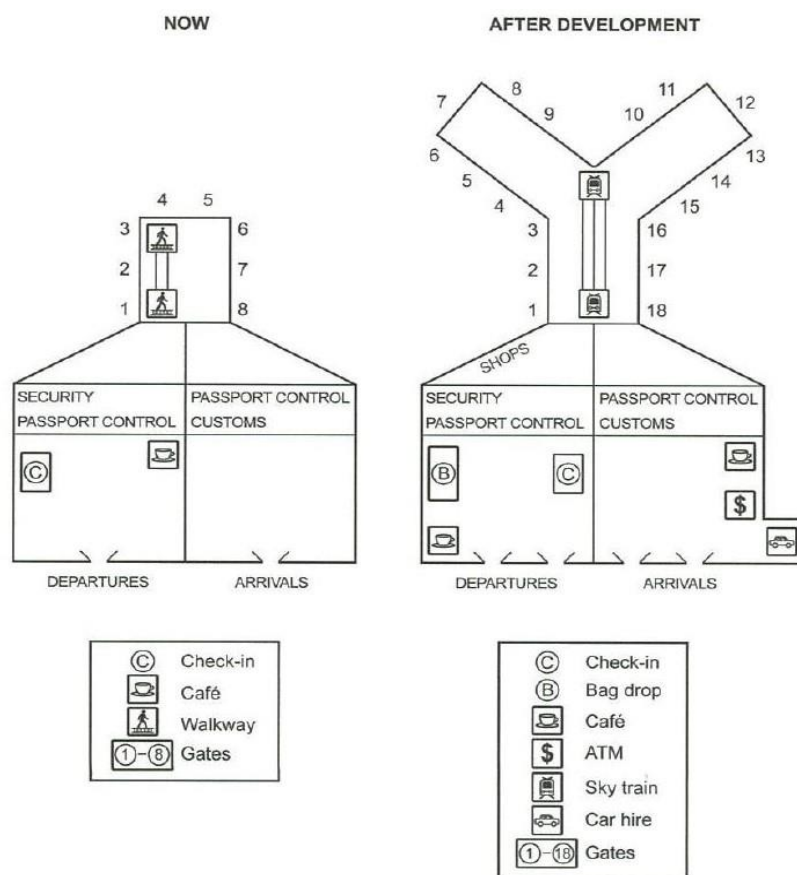 NOW
4 5
3 6
2 7
1 8
SECURITY PASSPORT CONTROL
PASSPORT CONTROL CUSTOMS
C
DEPARTURES ARRIVALS
C Check-in
Café
Walkway
1–8 Gates
AFTER DEVELOPMENT
8 11
7 9 10 12
6 13
5 14
4 15
3 16
2 17
1 18
SHOPS
SECURITY PASSPORT CONTROL
PASSPORT CONTROL CUSTOMS
B C
$
DEPARTURES ARRIVALS
C Check-in
B Bag drop
Café
$ ATM
Sky train
Car hire
1–18 Gates